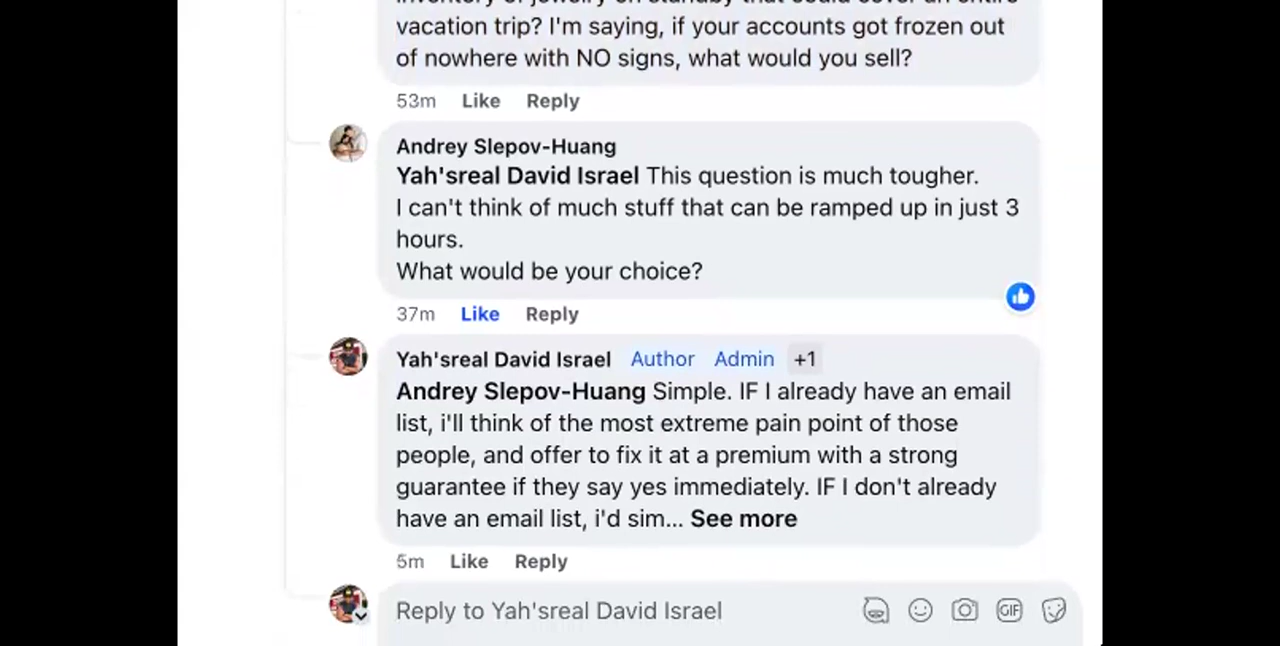 vacation trip? I'm saying, if your accounts got frozen out
of nowhere with NO signs, what would you sell?
53m Like Reply
Andrey Slepov-Huang
Yah'sreal David Israel This question is much tougher.
I can't think of much stuff that can be ramped up in just 3
hours.
What would be your choice?
37m Like Reply
Yah'sreal David Israel Author Admin +1
Andrey Slepov-Huang Simple. IF I already have an email
list, i'll think of the most extreme pain point of those
people, and offer to fix it at a premium with a strong
guarantee if they say yes immediately. IF I don't already
have an email list, i'd sim... See more
5m Like Reply
Reply to Yah'sreal David Israel
GIF